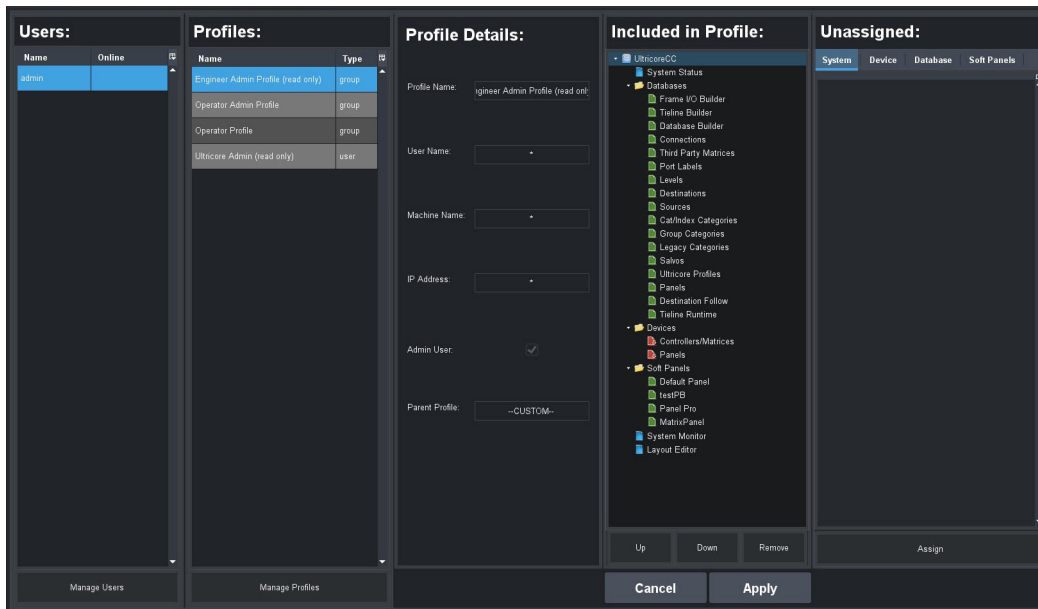 Users:
Name Online
admin
Manage Users
Profiles:
Name Type
Engineer Admin Profile (read only) group
Operator Admin Profile group
Operator Profile group
Ultricore Admin (read only) user
Manage Profiles
Profile Details:
Profile Name: gineer Admin Profile (read onl
User Name: *
Machine Name: *
IP Address: *
Admin User:
Parent Profile: --CUSTOM--
Included in Profile:
UltricoreCC
System Status
Databases
Frame I/O Builder
Tieline Builder
Database Builder
Connections
Third Party Matrices
Port Labels
Levels
Destinations
Sources
Cat/Index Categories
Group Categories
Legacy Categories
Salvos
Ultricore Profiles
Panels
Destination Follow
Tieline Runtime
Devices
Controllers/Matrices
Panels
Soft Panels
Default Panel
testPB
Panel Pro
MatrixPanel
System Monitor
Layout Editor
Up Down Remove
Unassigned:
System Device Database Soft Panels
Assign
Cancel Apply